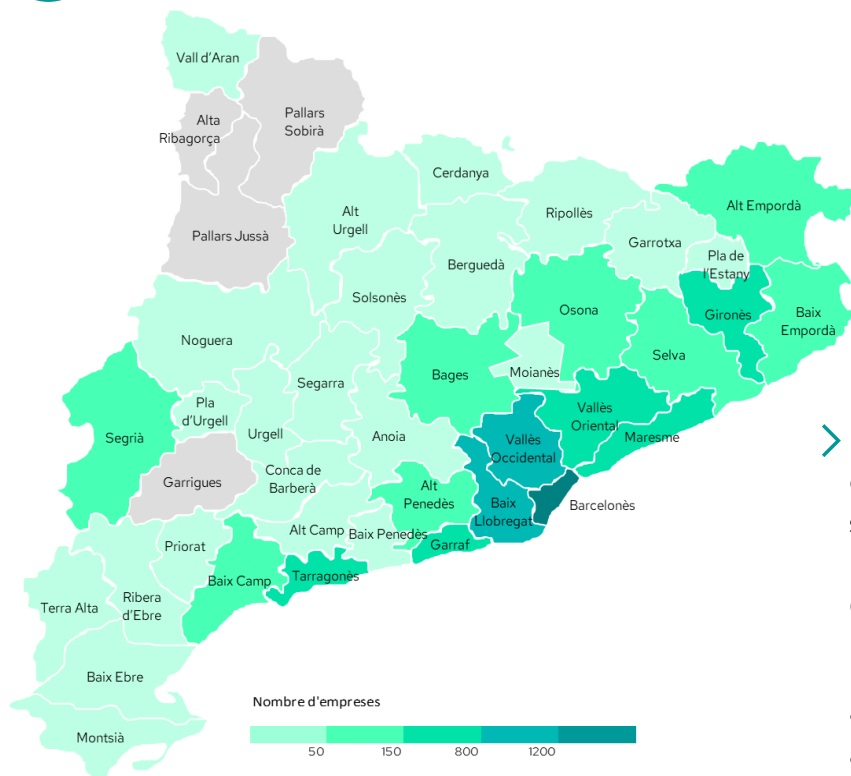 Vall d'Aran
Alta
Ribagorça
Pallars
Sobirà
Cerdanya
Pallars Jussà
Alt
Urgell
Ripollès
Alt Empordà
Garrotxa
Pla de
l'Estany
Berguedà
Solsonès
Osona
Gironès
Baix
Empordà
Noguera
Selva
Moianès
Bages
Segarra
Pla
d'Urgell
Urgell
Segrià
Anoia
Vallès
Oriental
Maresme
Vallès
Occidental
Garrigues
Conca de
Barberà
Alt
Penedès
Baix
Llobregat
Barcelonès
Alt Camp
Baix Penedès
Garraf
Priorat
Baix Camp
Tarragonès
Terra Alta
Ribera
d'Ebre
Baix Ebre
Montsià
Nombre d'empreses
50 150 800 1200